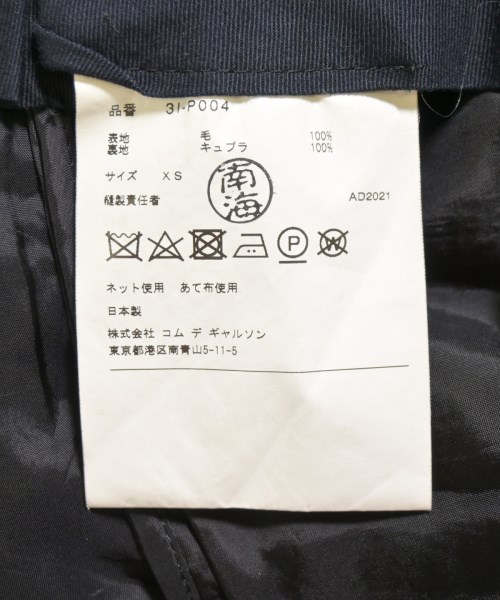 品番 3I-P004
表地 毛 100%
裏地 キュプラ 100%
サイズ XS
南海
縫製責任者 AD2021
P W
ネット使用 あて布使用
日本製
株式会社 コム デ ギャルソン
東京都港区南青山5-11-5